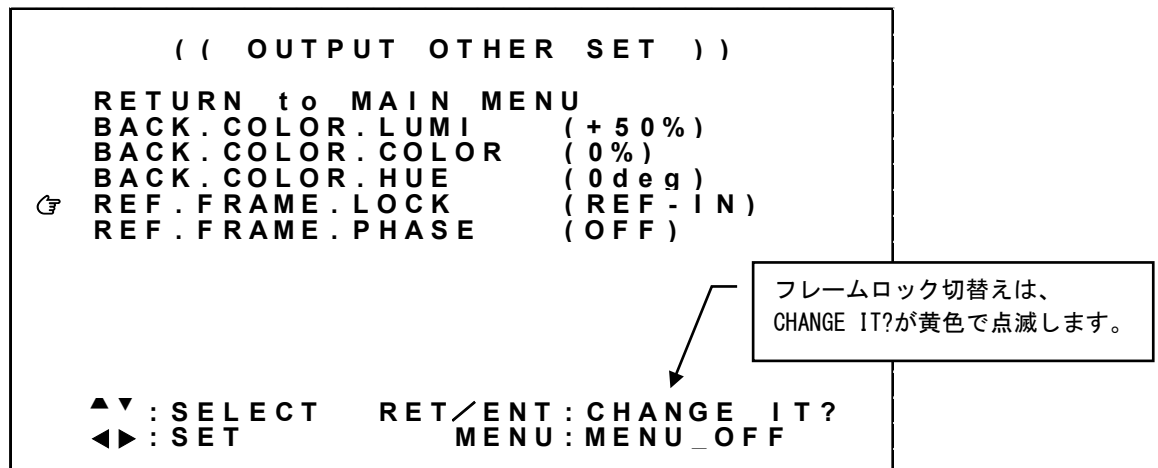 (( OUTPUT OTHER SET ))
RETURN to MAIN MENU
BACK.COLOR.LUMI (+50%)
BACK.COLOR.COLOR (0%)
BACK.COLOR.HUE (0deg)
☞ REF.FRAME.LOCK (REF-IN)
REF.FRAME.PHASE (OFF)
フレームロック切替えは、
CHANGE IT?が黄色で点滅します。
▲▼:SELECT RET/ENT:CHANGE IT?
◀▶:SET MENU:MENU_OFF